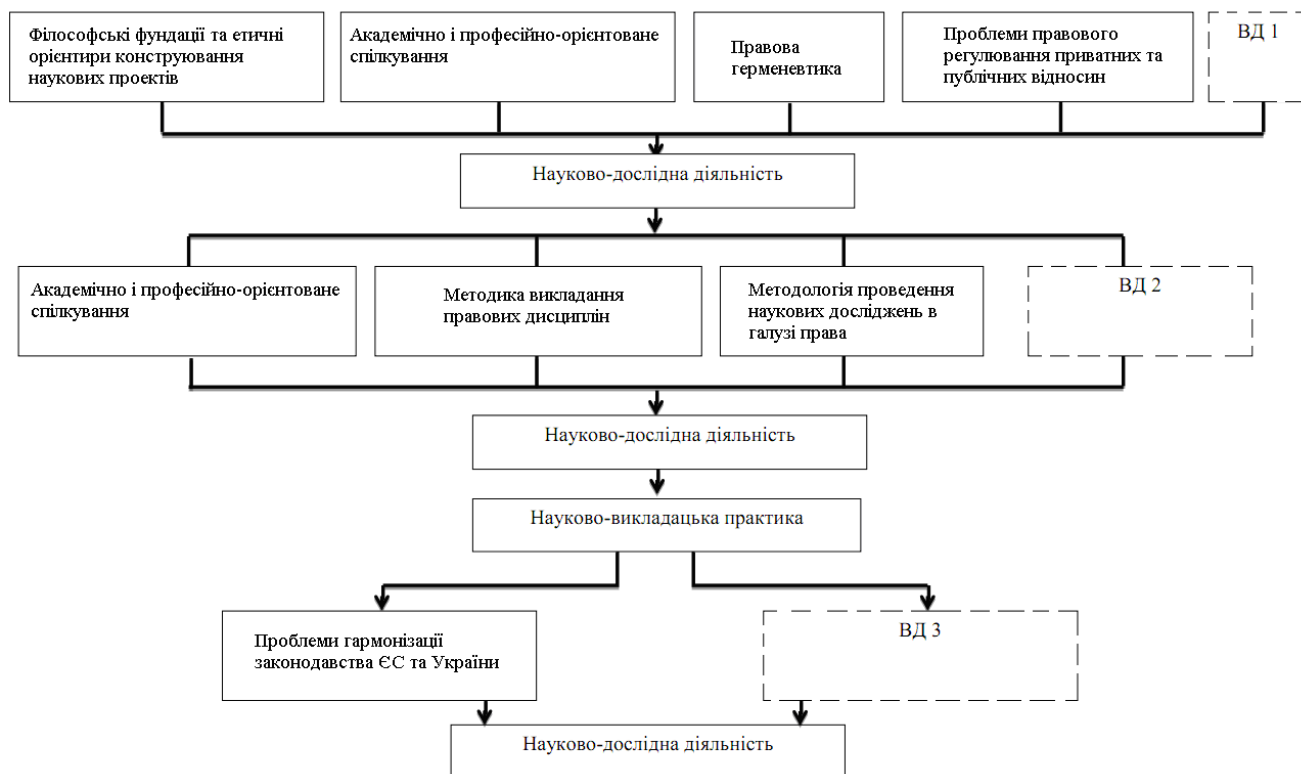 Філософські фундації та етичні
орієнтири конструювання
наукових проектів
Академічно і професійно-орієнтоване
спілкування
Правова
герменевтика
Проблеми правового
регулювання приватних та
публічних відносин
ВД 1
Науково-дослідна діяльність
Академічно і професійно-орієнтоване
спілкування
Методика викладання
правових дисциплін
Методологія проведення
наукових досліджень в
галузі права
ВД 2
Науково-дослідна діяльність
Науково-викладацька практика
Проблеми гармонізації
законодавства ЄС та України
ВД 3
Науково-дослідна діяльність